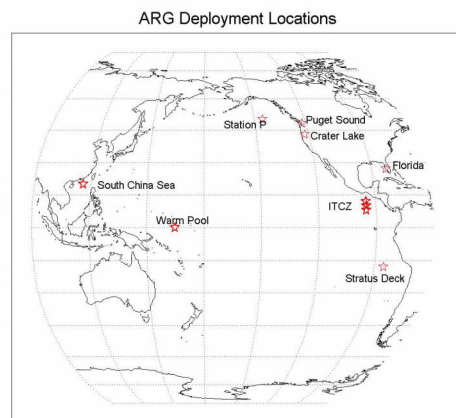 ARG Deployment Locations
Station P
Puget Sound
Crater Lake
Florida
South China Sea
ITCZ
Warm Pool
Stratus Deck